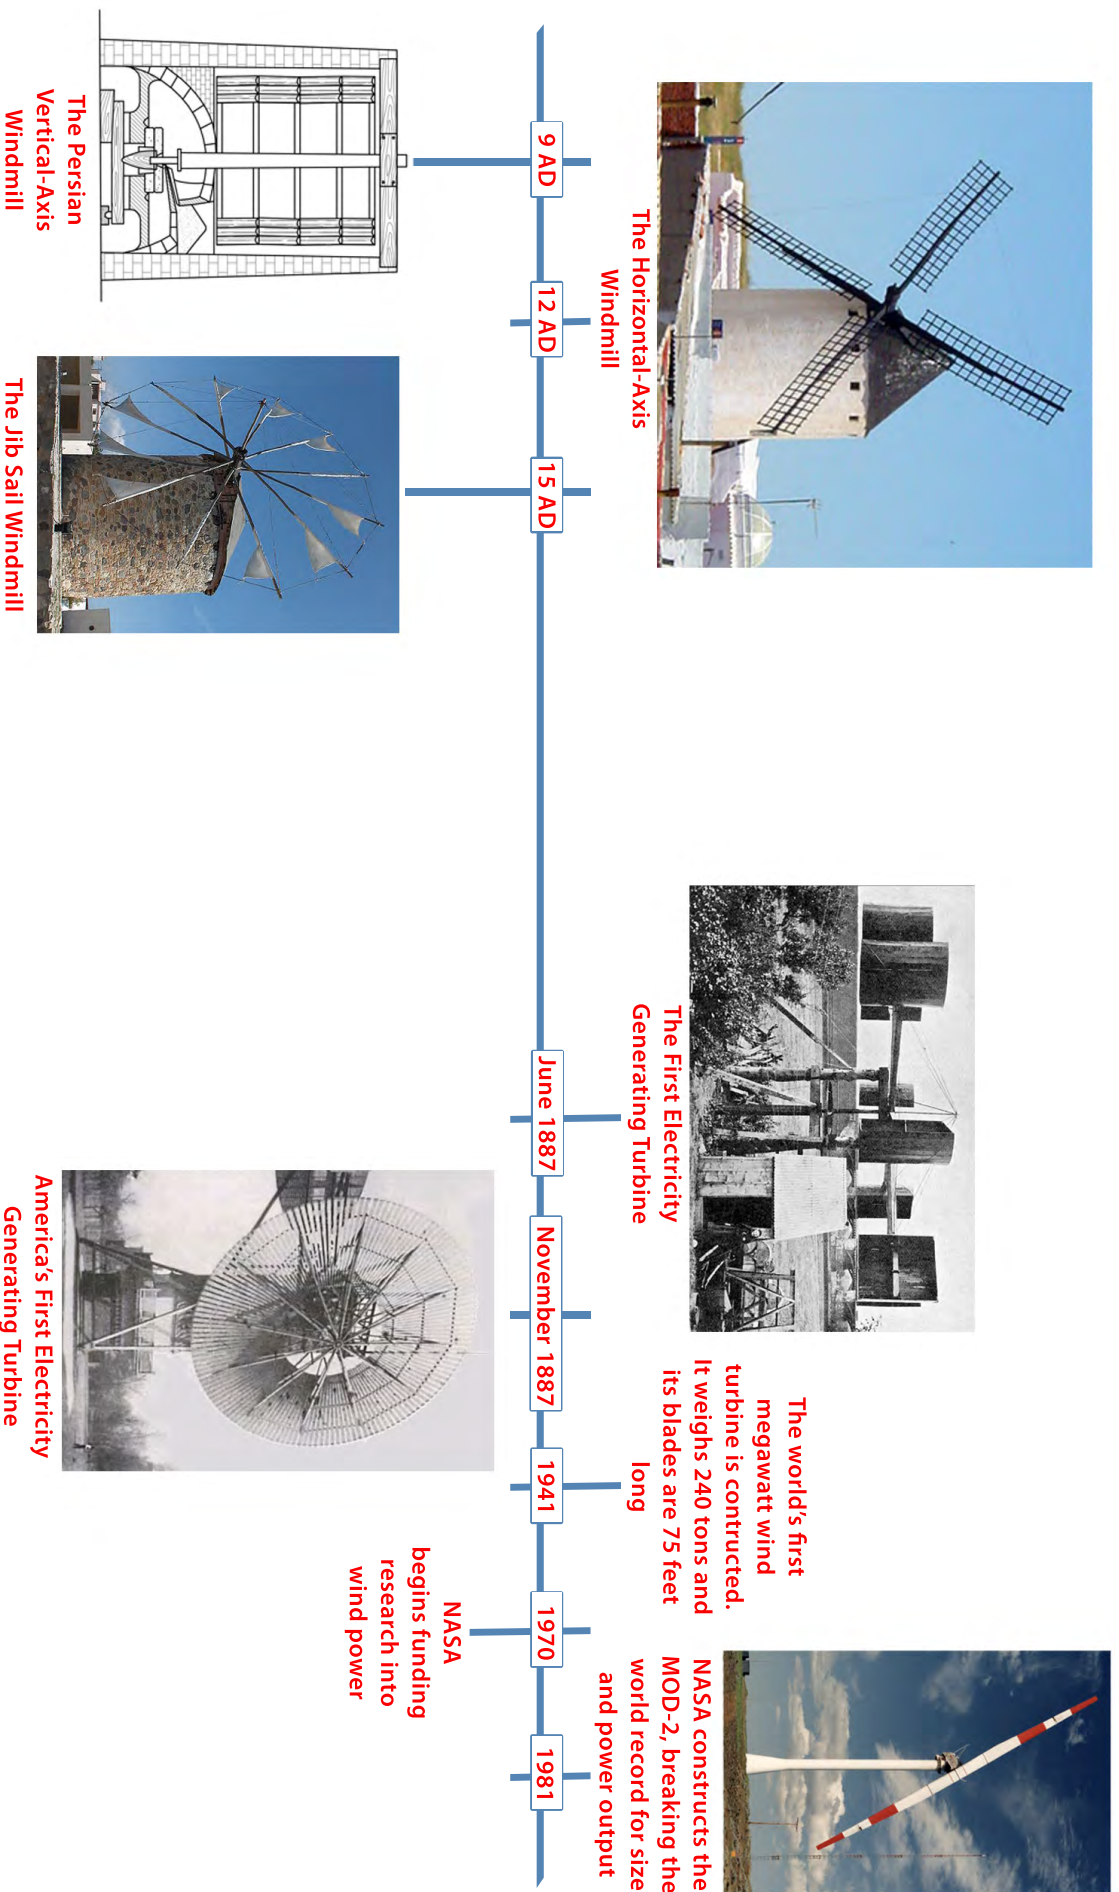 The Horizontal-Axis
Windmill
The First Electricity
Generating Turbine
The world's first
megawatt wind
turbine is contructed.
It weighs 240 tons and
its blades are 75 feet
long
NASA constructs the
MOD-2, breaking the
world record for size
and power output
9 AD
12 AD
15 AD
June 1887
November 1887
1941
1970
1981
The Persian
Vertical-Axis
Windmill
The Jib Sail Windmill
America's First Electricity
Generating Turbine
NASA
begins funding
research into
wind power